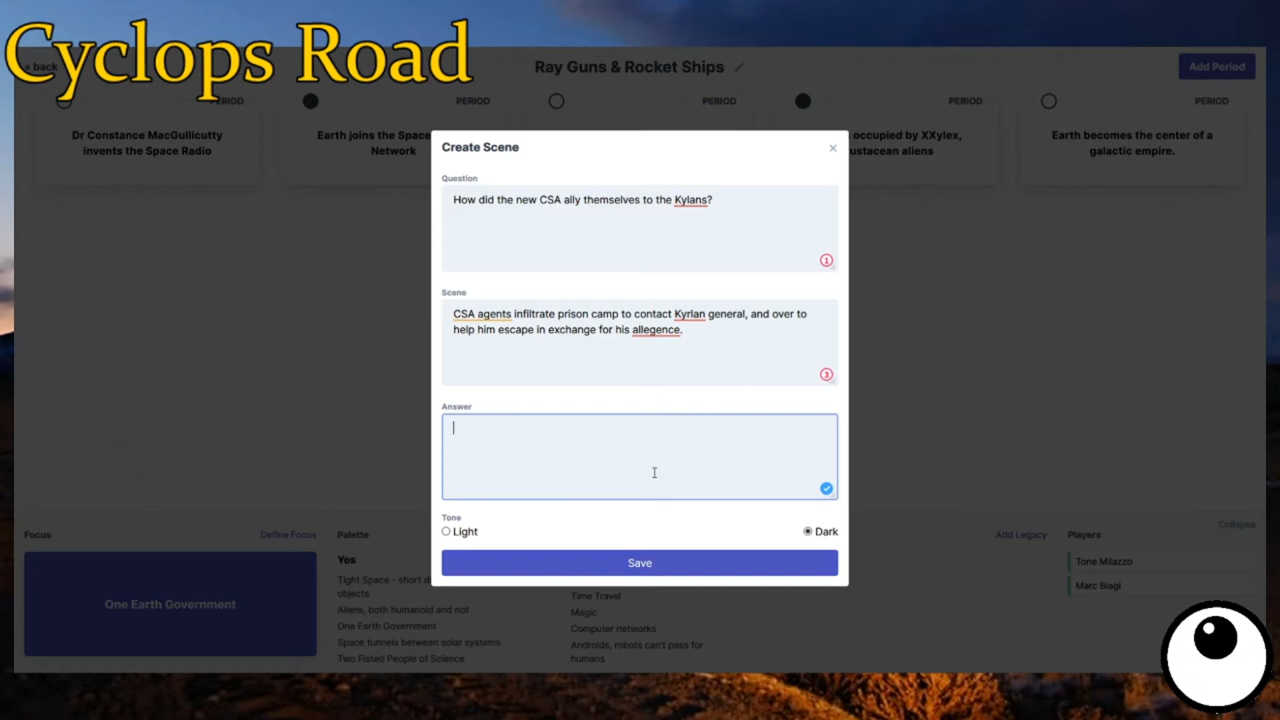 Cyclops Road
back
Ray Guns & Rocket Ships
Add Period
PERIOD
PERIOD
PERIOD
PERIOD
PERIOD
Dr Constance MacGullicutty
invents the Space Radio
Earth joins the Space
Network
occupied by XXylex,
ustacean aliens
Earth becomes the center of a
galactic empire.
Create Scene
Question
How did the new CSA ally themselves to the Kylans?
1
Scene
CSA agents infiltrate prison camp to contact Kyrlan general, and over to
help him escape in exchange for his allegence.
3
Answer
Tone
Light
Dark
Save
Focus
Define Focus
One Earth Government
Palette
Yes
Tight Space - short d
objects
Aliens, both humanoid and not
One Earth Government
Space tunnels between solar systems
Two Fisted People of Science
Time Travel
Magic
Computer networks
Androids, robots can't pass for
humans
Add Legacy
Collapse
Players
Tone Milazzo
Marc Biagi